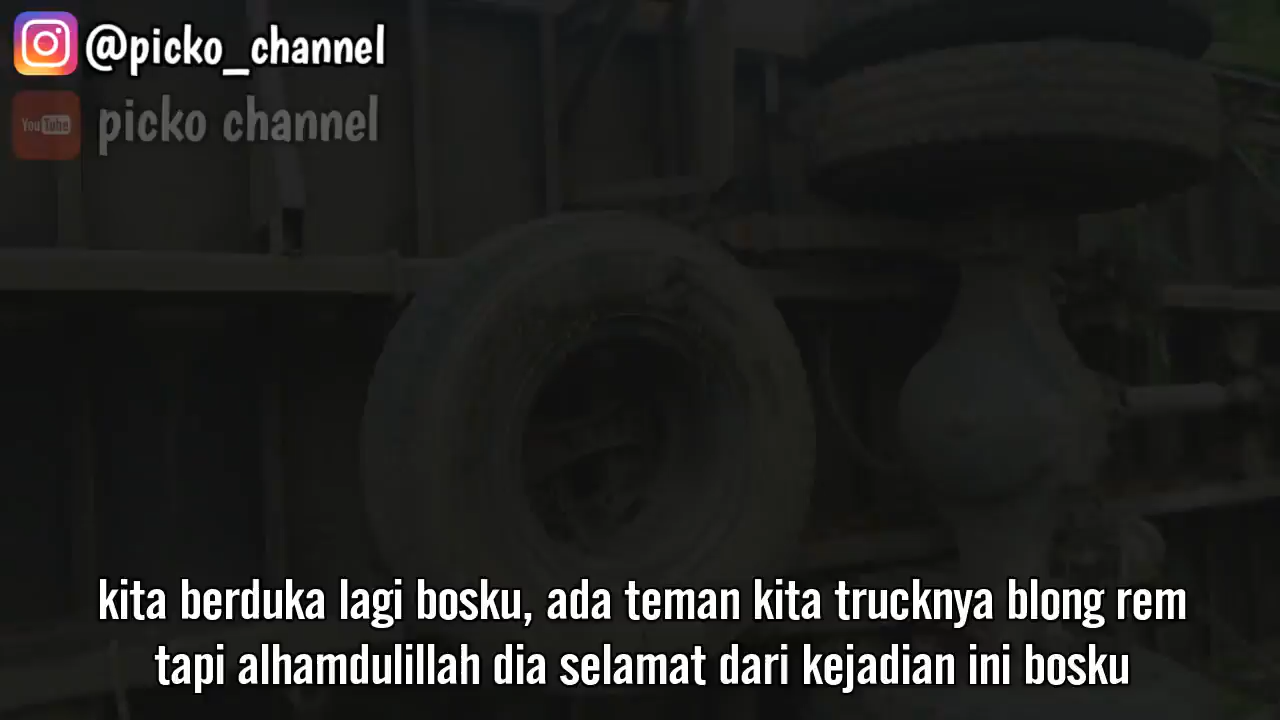 @picko_channel
YouTube picko channel
kita berduka lagi bosku, ada teman kita trucknya blong rem
tapi alhamdulillah dia selamat dari kejadian ini bosku